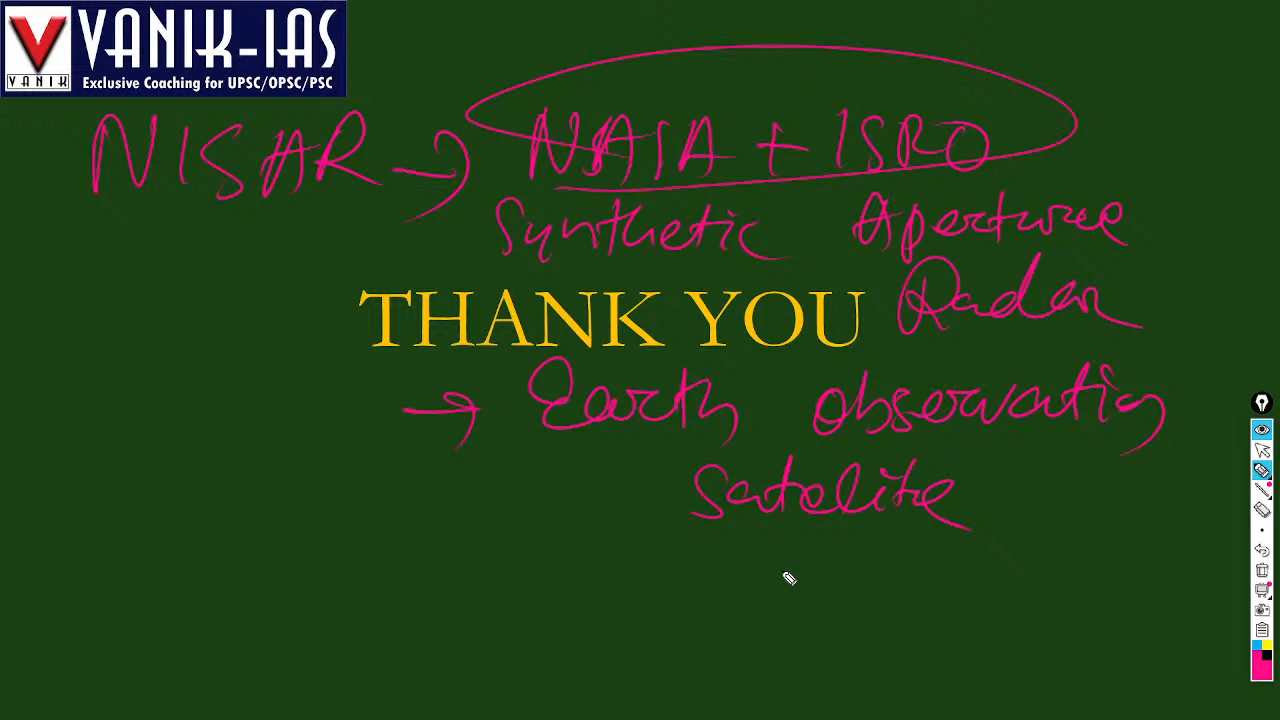 VANIK-IAS
VANIK
Exclusive Coaching for UPSC/OPSC/PSC
NISAR → NASA + ISRO
Synthetic Aperture
Radar
THANK YOU
→ Earth observation
Satelite